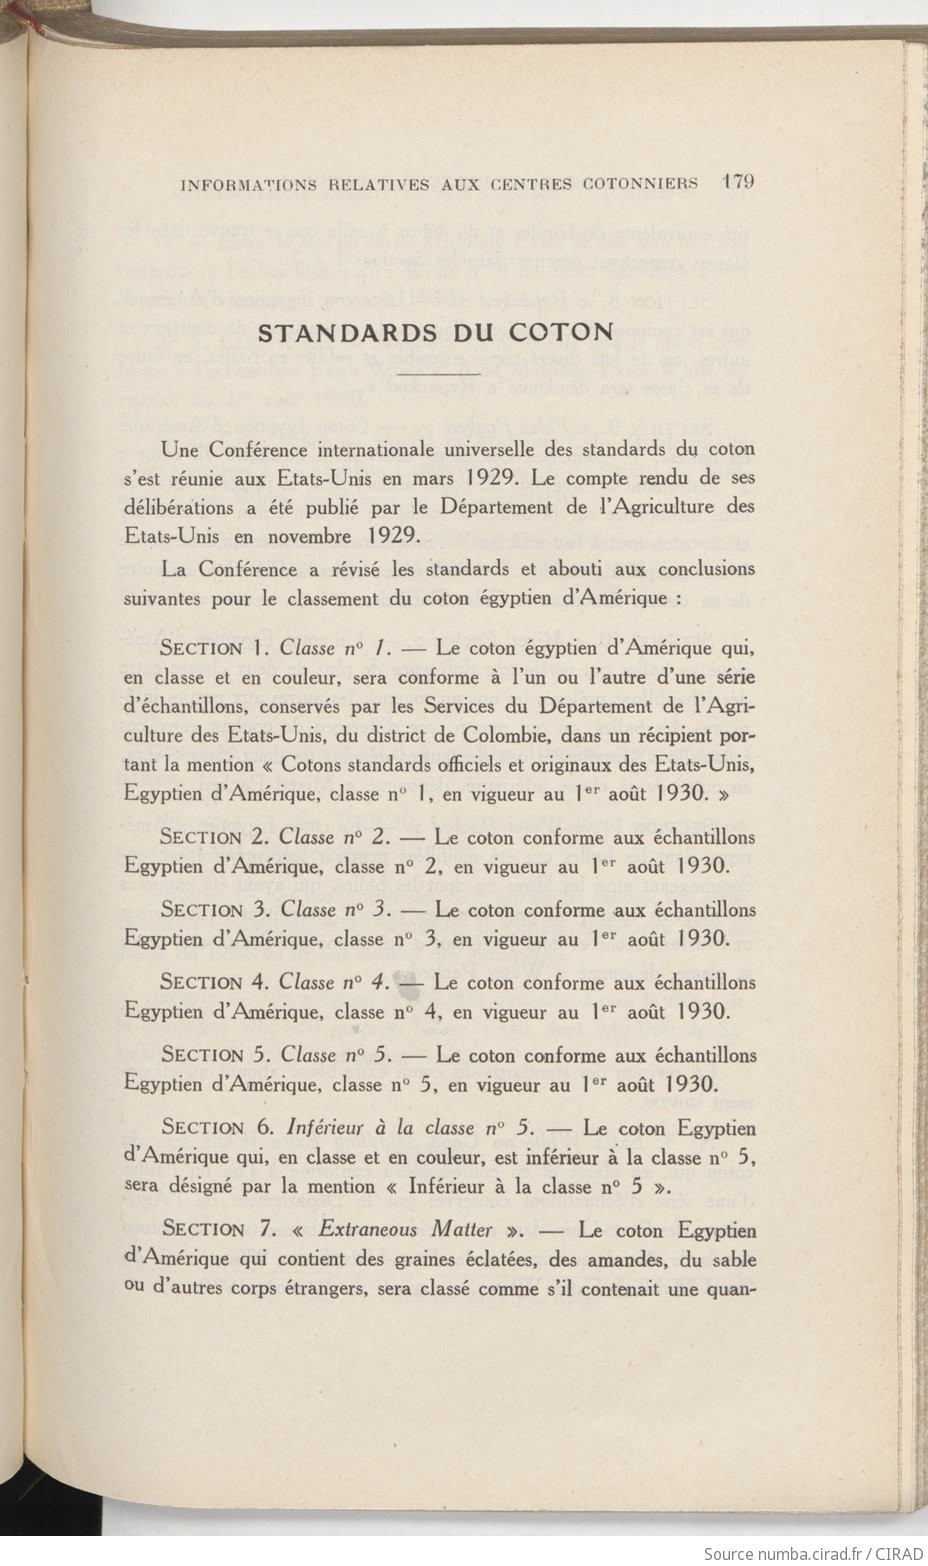 INFORMATIONS RELATIVES AUX CENTRES COTONNIERS 179
STANDARDS DU COTON
Une Conférence internationale universelle des standards du coton
s'est réunie aux Etats-Unis en mars 1929. Le compte rendu de ses
délibérations a été publié par le Département de l'Agriculture des
Etats-Unis en novembre 1929.
La Conférence a révisé les standards et abouti aux conclusions
suivantes pour le classement du coton égyptien d'Amérique :
SECTION 1. Classe nº 1. — Le coton égyptien d'Amérique qui,
en classe et en couleur, sera conforme à l'un ou l'autre d'une série
d'échantillons, conservés par les Services du Département de l'Agri-
culture des Etats-Unis, du district de Colombie, dans un récipient por-
tant la mention « Cotons standards officiels et originaux des Etats-Unis,
Egyptien d'Amérique, classe nº 1, en vigueur au 1er août 1930. »
SECTION 2. Classe nº 2. — Le coton conforme aux échantillons
Egyptien d'Amérique, classe nº 2, en vigueur au 1er août 1930.
SECTION 3. Classe nº 3. — Le coton conforme aux échantillons
Egyptien d'Amérique, classe nº 3, en vigueur au 1er août 1930.
SECTION 4. Classe nº 4. — Le coton conforme aux échantillons
Egyptien d'Amérique, classe nº 4, en vigueur au 1er août 1930.
SECTION 5. Classe nº 5. — Le coton conforme aux échantillons
Egyptien d'Amérique, classe nº 5, en vigueur au 1er août 1930.
SECTION 6. Inférieur à la classe nº 5. — Le coton Egyptien
d'Amérique qui, en classe et en couleur, est inférieur à la classe nº 5,
sera désigné par la mention « Inférieur à la classe nº 5 ».
SECTION 7. « Extraneous Matter ». — Le coton Egyptien
d'Amérique qui contient des graines éclatées, des amandes, du sable
ou d'autres corps étrangers, sera classé comme s'il contenait une quan-
Source numba.cirad.fr / CIRAD